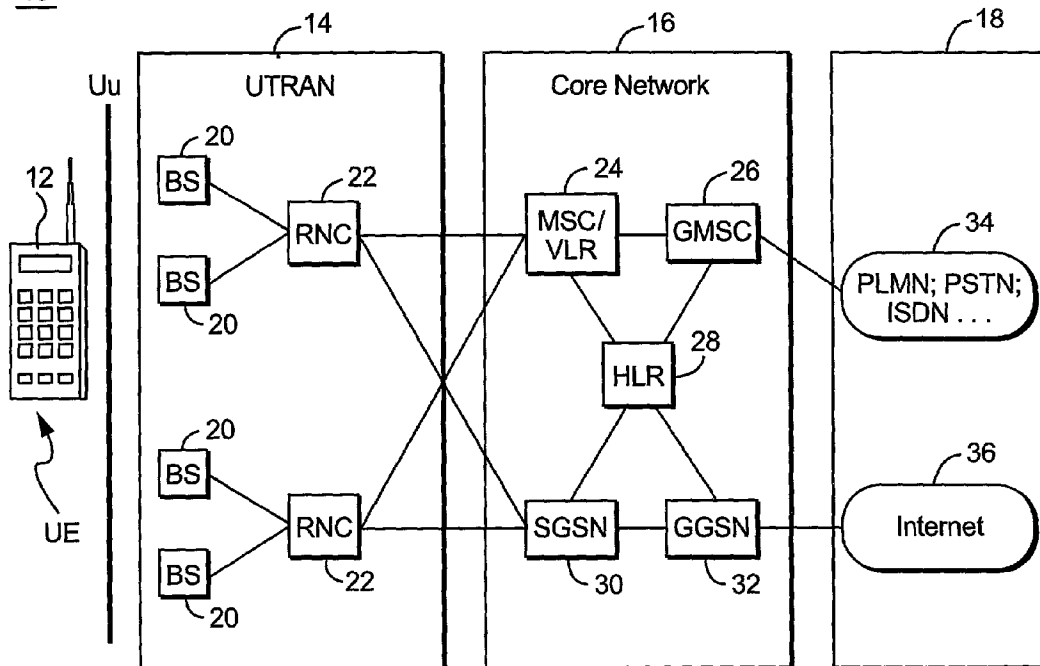 14
16
18
Uu
UTRAN
Core Network
20
BS
12
22
RNC
BS
20
24
MSC/
VLR
26
GMSC
34
PLMN; PSTN;
ISDN . . .
28
HLR
20
BS
UE
RNC
22
BS
20
SGSN
30
GGSN
32
36
Internet